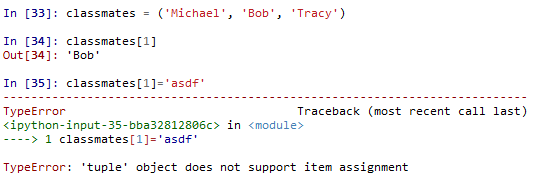 In [33]: classmates = ('Michael', 'Bob', 'Tracy')
In [34]: classmates[1]
Out[34]: 'Bob'
In [35]: classmates[1]='asdf'
---------------------------------------------------------------------------
TypeError                                 Traceback (most recent call last)
<ipython-input-35-bba32812806c> in <module>
----> 1 classmates[1]='asdf'
TypeError: 'tuple' object does not support item assignment